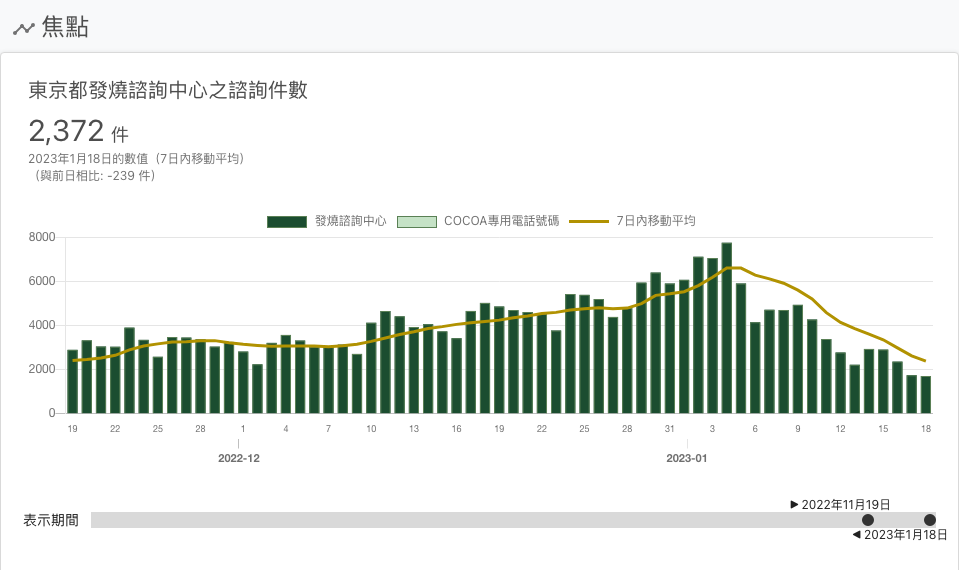 焦點
東京都發燒諮詢中心之諮詢件數
2,372 件
2023年1月18日的數值（7日內移動平均）
（與前日相比: -239 件）
發燒諮詢中心 COCOA專用電話號碼 7日內移動平均
8000
6000
4000
2000
0
19 22 25 28 1 4 7 10 13 16 19 22 25 28 31 3 6 9 12 15 18
2022-12 2023-01
▶ 2022年11月19日
表示期間
◀ 2023年1月18日